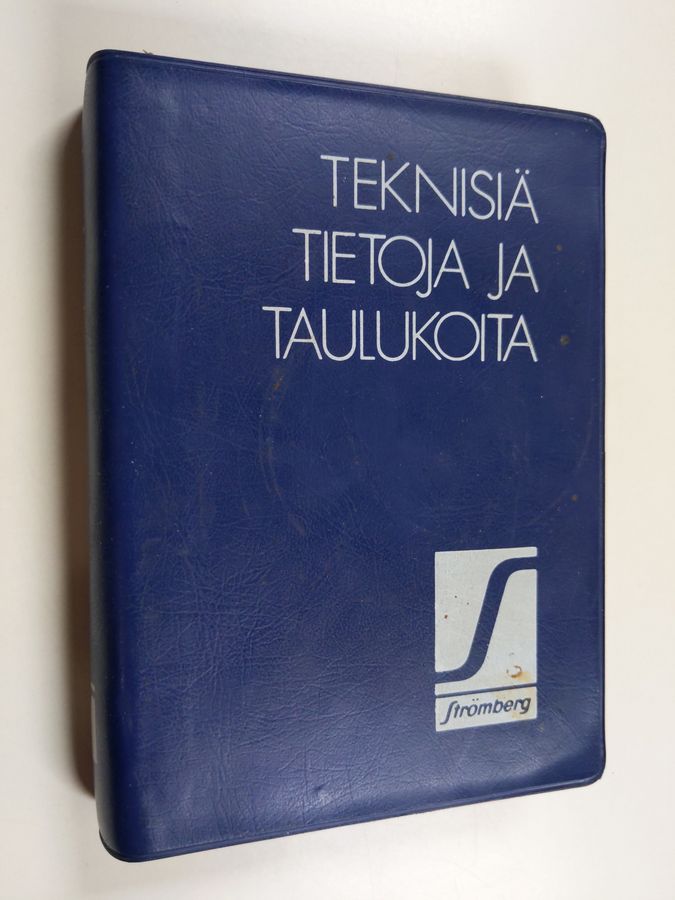 TEKNISIÄ
TIETOJA JA
TAULUKOITA
Strömberg